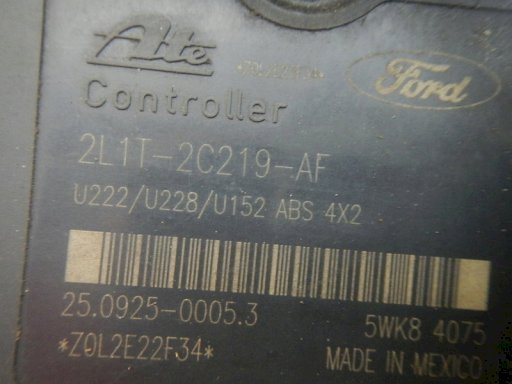 Ate
Ford
Controller
2L1T-2C219-AF
U222/U228/U152 ABS 4X2
25.0925-0005.3
5WK8 4075
*ZOL2E22F34*
MADE IN MEXICO